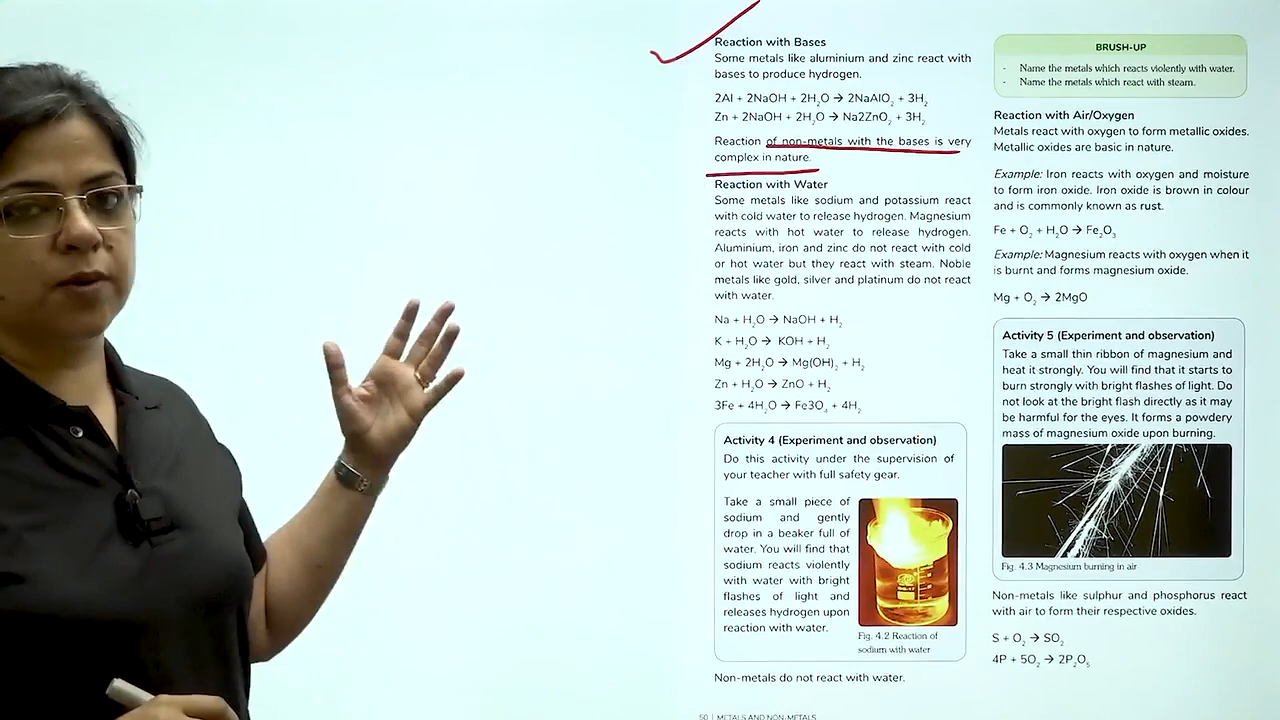 Reaction with Bases
Some metals like aluminium and zinc react with
bases to produce hydrogen.
2Al + 2NaOH + 2H₂O → 2NaAlO₂ + 3H₂
Zn + 2NaOH + 2H₂O → Na2ZnO₂ + 3H₂
Reaction of non-metals with the bases is very
complex in nature.
Reaction with Water
Some metals like sodium and potassium react
with cold water to release hydrogen. Magnesium
reacts with hot water to release hydrogen.
Aluminium, iron and zinc do not react with cold
or hot water but they react with steam. Noble
metals like gold, silver and platinum do not react
with water.
Na + H₂O → NaOH + H₂
K + H₂O → KOH + H₂
Mg + 2H₂O → Mg(OH)₂ + H₂
Zn + H₂O → ZnO + H₂
3Fe + 4H₂O → Fe3O₄ + 4H₂
Activity 4 (Experiment and observation)
Do this activity under the supervision of
your teacher with full safety gear.
Take a small piece of
sodium and gently
drop in a beaker full of
water. You will find that
sodium reacts violently
with water with bright
flashes of light and
releases hydrogen upon
reaction with water.
Fig. 4.2 Reaction of
sodium with water
Non-metals do not react with water.
50 | METALS AND NON-METALS
BRUSH-UP
- Name the metals which reacts violently with water.
- Name the metals which react with steam.
Reaction with Air/Oxygen
Metals react with oxygen to form metallic oxides.
Metallic oxides are basic in nature.
Example: Iron reacts with oxygen and moisture
to form iron oxide. Iron oxide is brown in colour
and is commonly known as rust.
Fe + O₂ + H₂O → Fe₂O₃
Example: Magnesium reacts with oxygen when it
is burnt and forms magnesium oxide.
Mg + O₂ → 2MgO
Activity 5 (Experiment and observation)
Take a small thin ribbon of magnesium and
heat it strongly. You will find that it starts to
burn strongly with bright flashes of light. Do
not look at the bright flash directly as it may
be harmful for the eyes. It forms a powdery
mass of magnesium oxide upon burning.
Fig. 4.3 Magnesium burning in air
Non-metals like sulphur and phosphorus react
with air to form their respective oxides.
S + O₂ → SO₂
4P + 5O₂ → 2P₂O₅